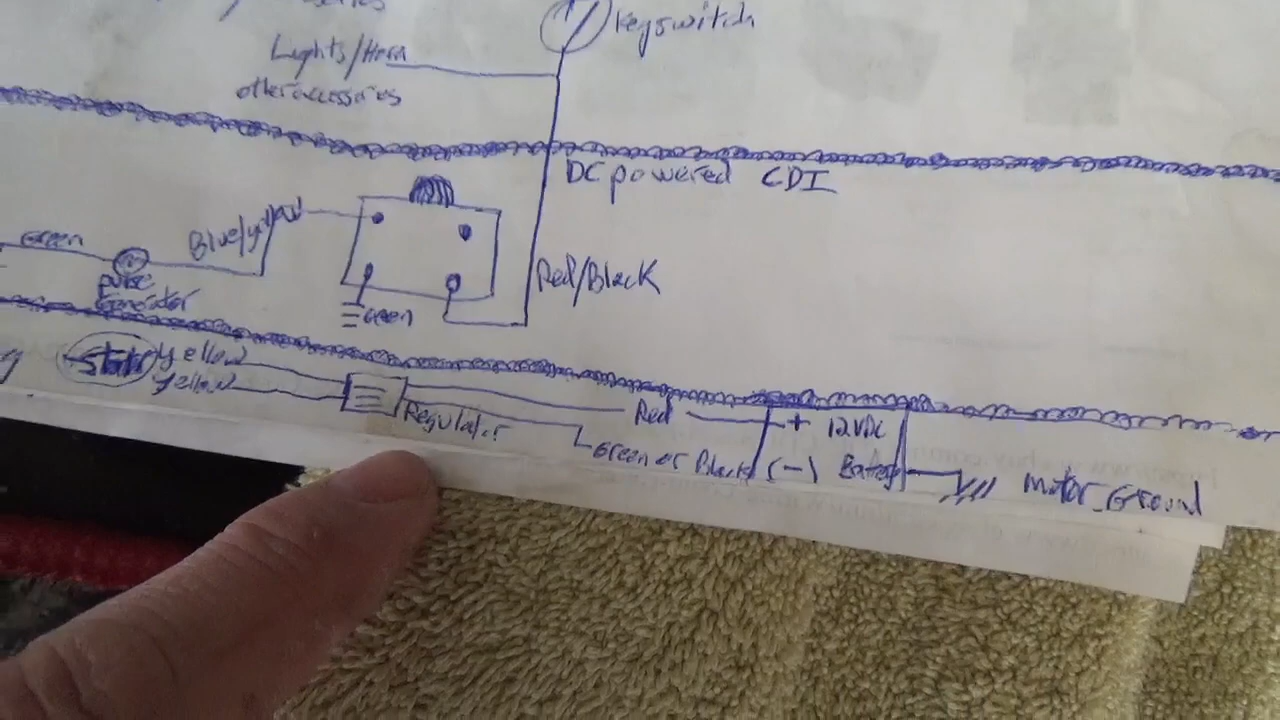 Keyswitch
Lights/Horn
other accessories
DC powered CDI
Green
Blue/yellow
pulse
Generator
Red/Black
Green
yellow
yellow
Regulator
Red
Green or Black
+ 12VDC
(-) Battery
Motor Ground